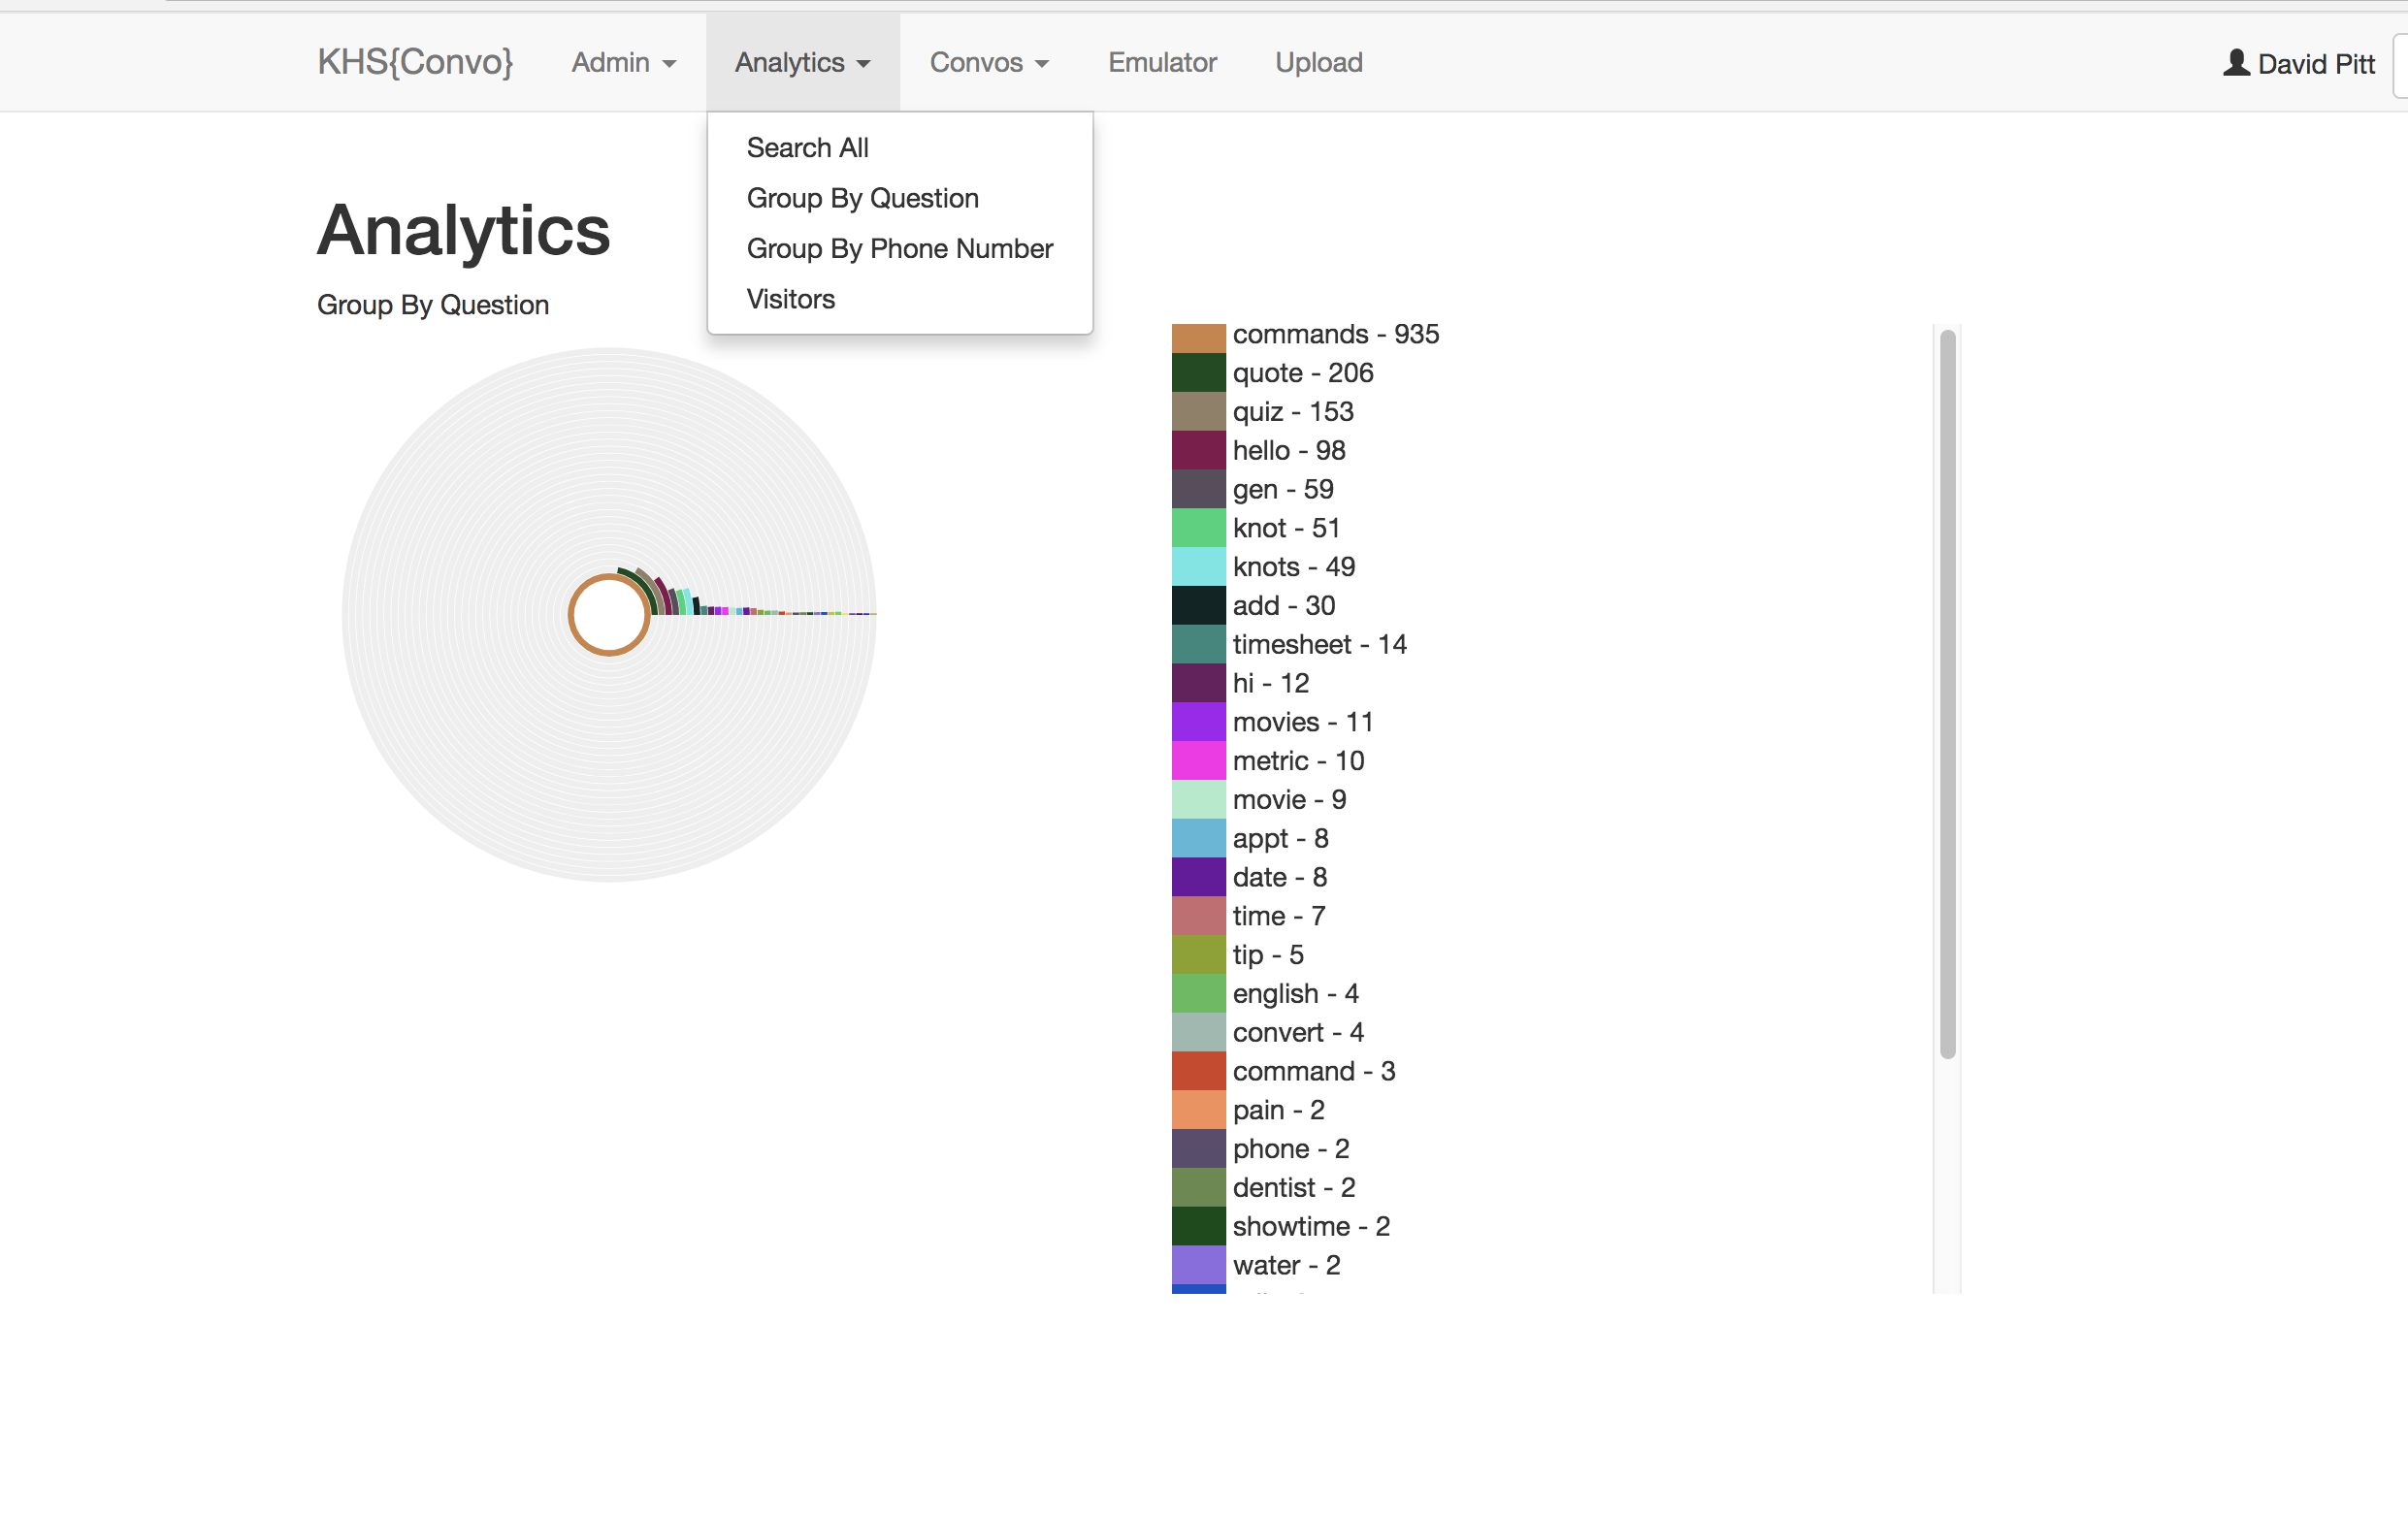 KHS{Convo} Admin Analytics Convos Emulator Upload David Pitt
Search All
Group By Question
Group By Phone Number
Visitors
Analytics
Group By Question
commands - 935
quote - 206
quiz - 153
hello - 98
gen - 59
knot - 51
knots - 49
add - 30
timesheet - 14
hi - 12
movies - 11
metric - 10
movie - 9
appt - 8
date - 8
time - 7
tip - 5
english - 4
convert - 4
command - 3
pain - 2
phone - 2
dentist - 2
showtime - 2
water - 2